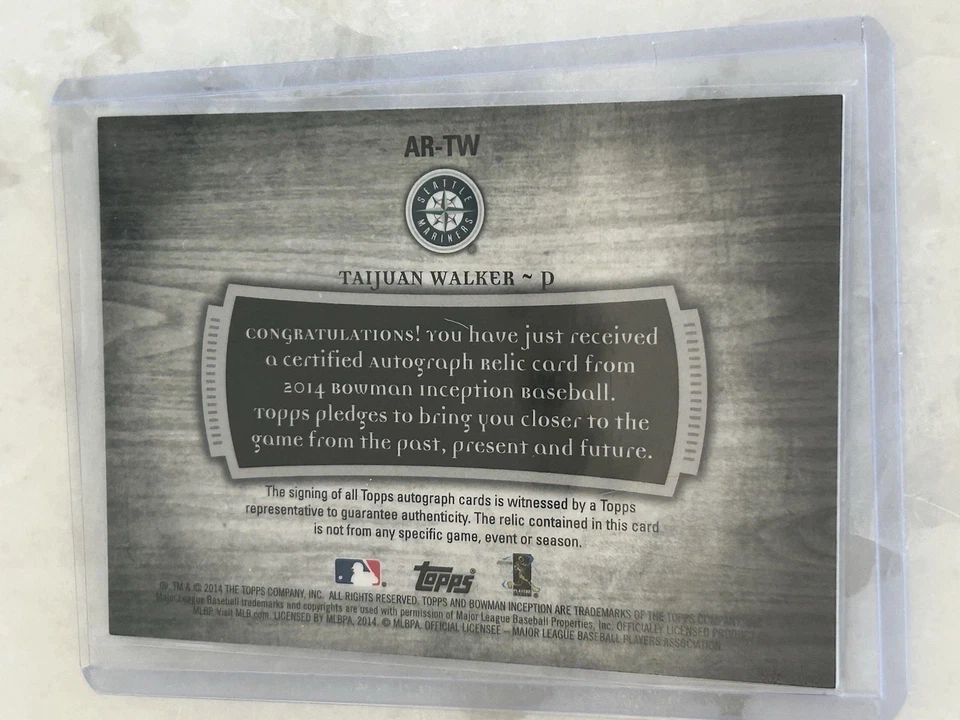 AR-TW
SEATTLE MARINERS
TAIJUAN WALKER ~ P
CONGRATULATIONS! You have just received
a certified Autograph Relic card from
2014 Bowman Inception Baseball.
Topps pledges to bring you closer to the
game from the past, present and future.
The signing of all Topps autograph cards is witnessed by a Topps
representative to guarantee authenticity. The relic contained in this card
is not from any specific game, event or season.
Topps
® TM & © 2014 THE TOPPS COMPANY, INC. ALL RIGHTS RESERVED. TOPPS AND BOWMAN INCEPTION ARE TRADEMARKS OF THE TOPPS COMPANY
Major League Baseball trademarks and copyrights are used with permission of Major League Baseball Properties, Inc. OFFICIALLY LICENSED PRODUCT
MLBP. Visit MLB.com. LICENSED BY MLBPA, 2014. © MLBPA. OFFICIAL LICENSEE – MAJOR LEAGUE BASEBALL PLAYERS ASSOCIATION.